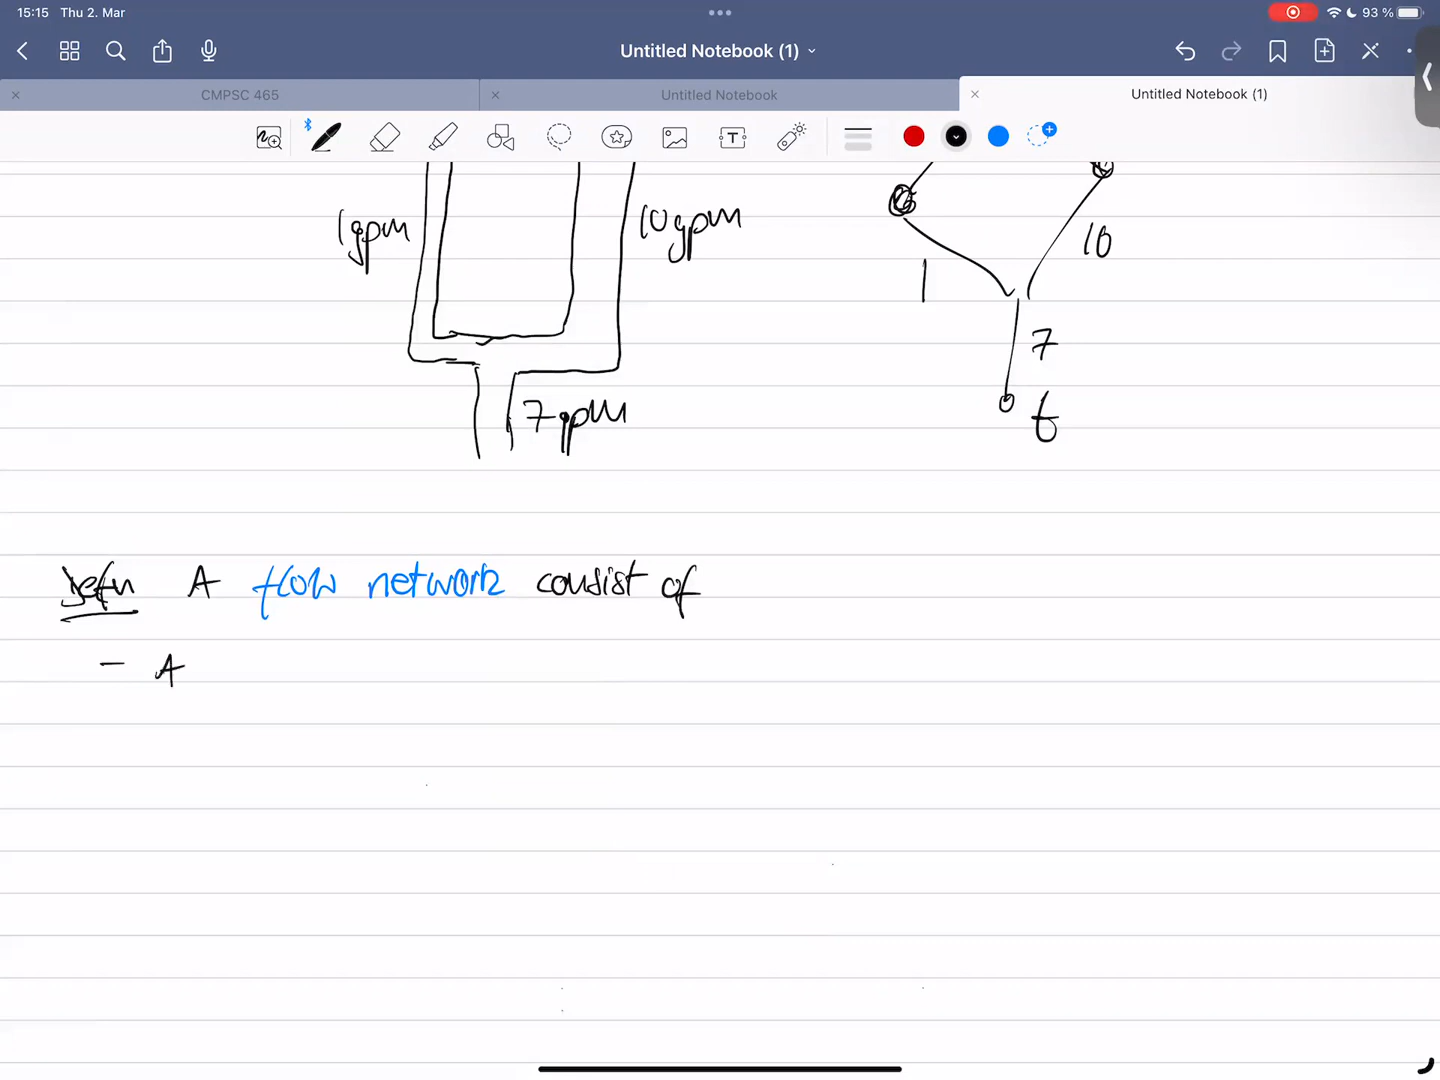 15:15 Thu 2. Mar 93 %
Untitled Notebook (1)
CMPSC 465 Untitled Notebook Untitled Notebook (1)
T
1gpm 10gpm
1 10
7
7gpm t
Defn A flow network consist of
- A